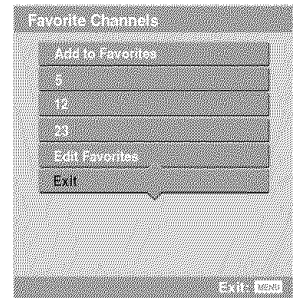 Favorite Channels
Add to Favorites
5
12
23
Edit Favorites
Exit
Exit: MENU